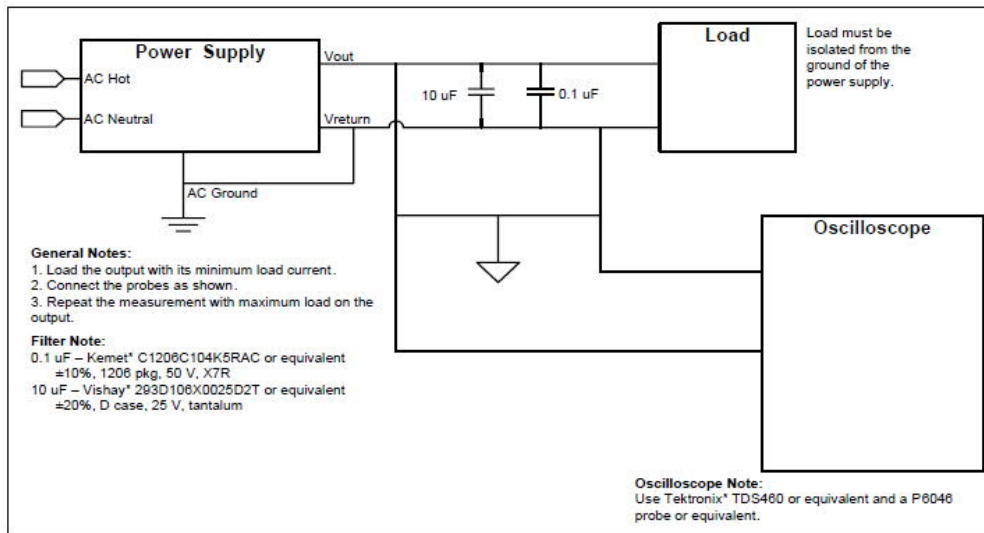 Power Supply
Vout
Load
Load must be
isolated from the
ground of the
power supply.
AC Hot
10 uF
0.1 uF
AC Neutral
Vreturn
AC Ground
Oscilloscope
General Notes:
1. Load the output with its minimum load current.
2. Connect the probes as shown.
3. Repeat the measurement with maximum load on the
output.
Filter Note:
0.1 uF – Kemet* C1206C104K5RAC or equivalent
±10%, 1206 pkg, 50 V, X7R
10 uF – Vishay* 293D106X0025D2T or equivalent
±20%, D case, 25 V, tantalum
Oscilloscope Note:
Use Tektronix* TDS460 or equivalent and a P6046
probe or equivalent.